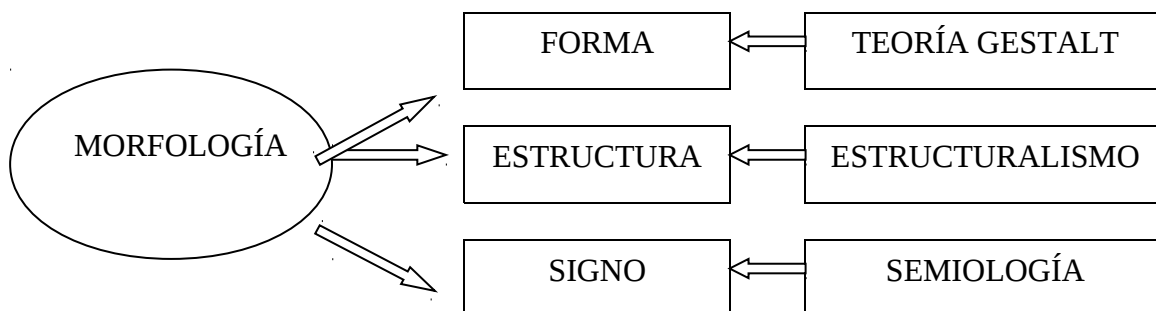 FORMA
TEORÍA GESTALT
MORFOLOGÍA
ESTRUCTURA
ESTRUCTURALISMO
SIGNO
SEMIOLOGÍA